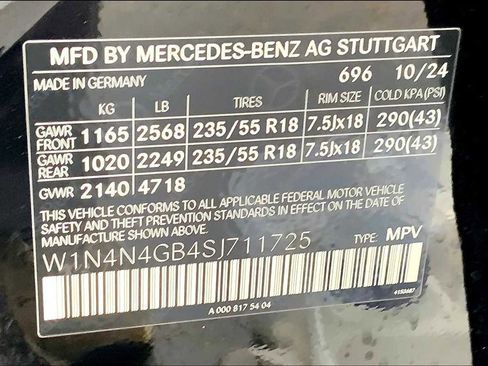 MFD BY MERCEDES-BENZ AG STUTTGART
MADE IN GERMANY 696 10/24
KG LB TIRES RIM SIZE COLD KPA(PSI)
GAWR FRONT 1165 2568 235/55 R18 7.5Jx18 290(43)
GAWR REAR 1020 2249 235/55 R18 7.5Jx18 290(43)
GVWR 2140 4718
THIS VEHICLE CONFORMS TO ALL APPLICABLE FEDERAL MOTOR VEHICLE
SAFETY AND THEFT PREVENTION STANDARDS IN EFFECT ON THE DATE OF
MANUFACTURE SHOWN ABOVE.
W1N4N4GB4SJ711725 TYPE: MPV
A 000 817 54 04